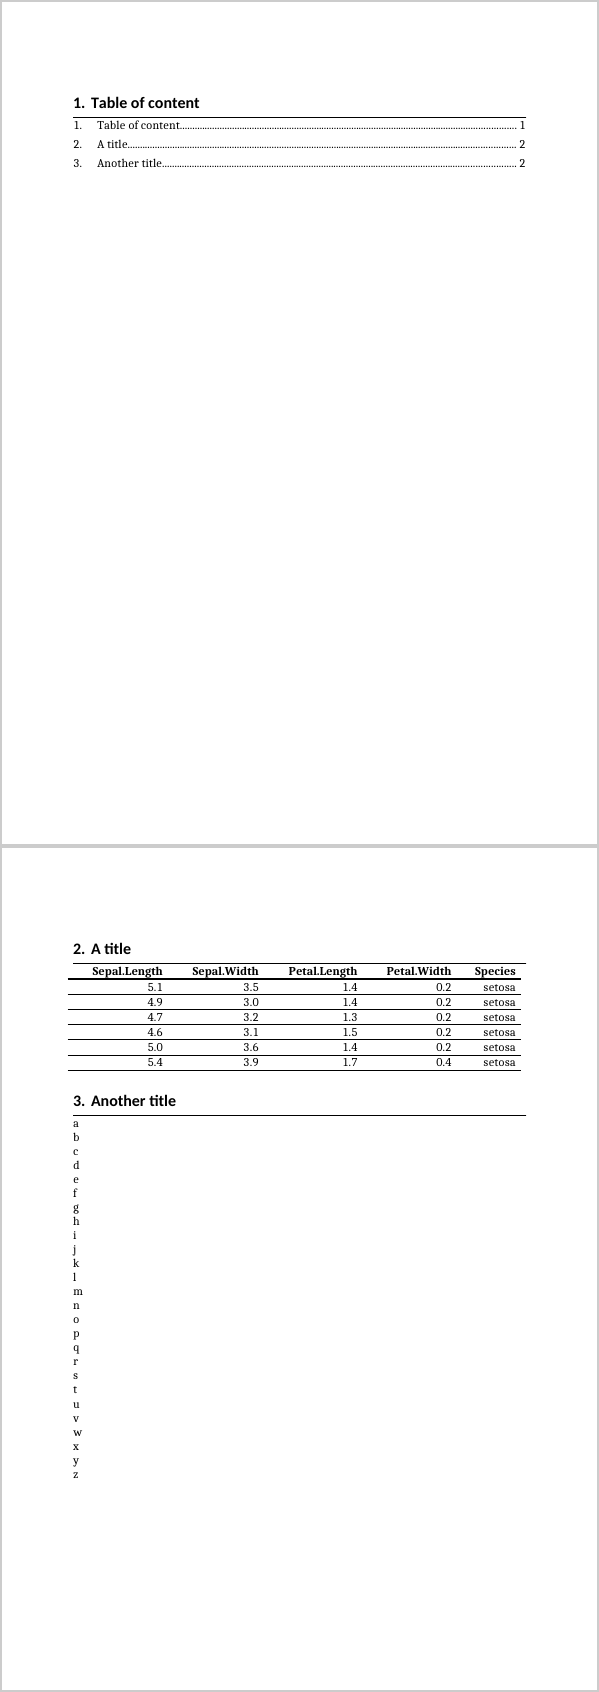 1. Table of content
1. Table of content........................................................................................................................ 1
2. A title........................................................................................................................ 2
3. Another title........................................................................................................................ 2
2. A title
Sepal.Length Sepal.Width Petal.Length Petal.Width Species
5.1 3.5 1.4 0.2 setosa
4.9 3.0 1.4 0.2 setosa
4.7 3.2 1.3 0.2 setosa
4.6 3.1 1.5 0.2 setosa
5.0 3.6 1.4 0.2 setosa
5.4 3.9 1.7 0.4 setosa
3. Another title
a
b
c
d
e
f
g
h
i
j
k
l
m
n
o
p
q
r
s
t
u
v
w
x
y
z